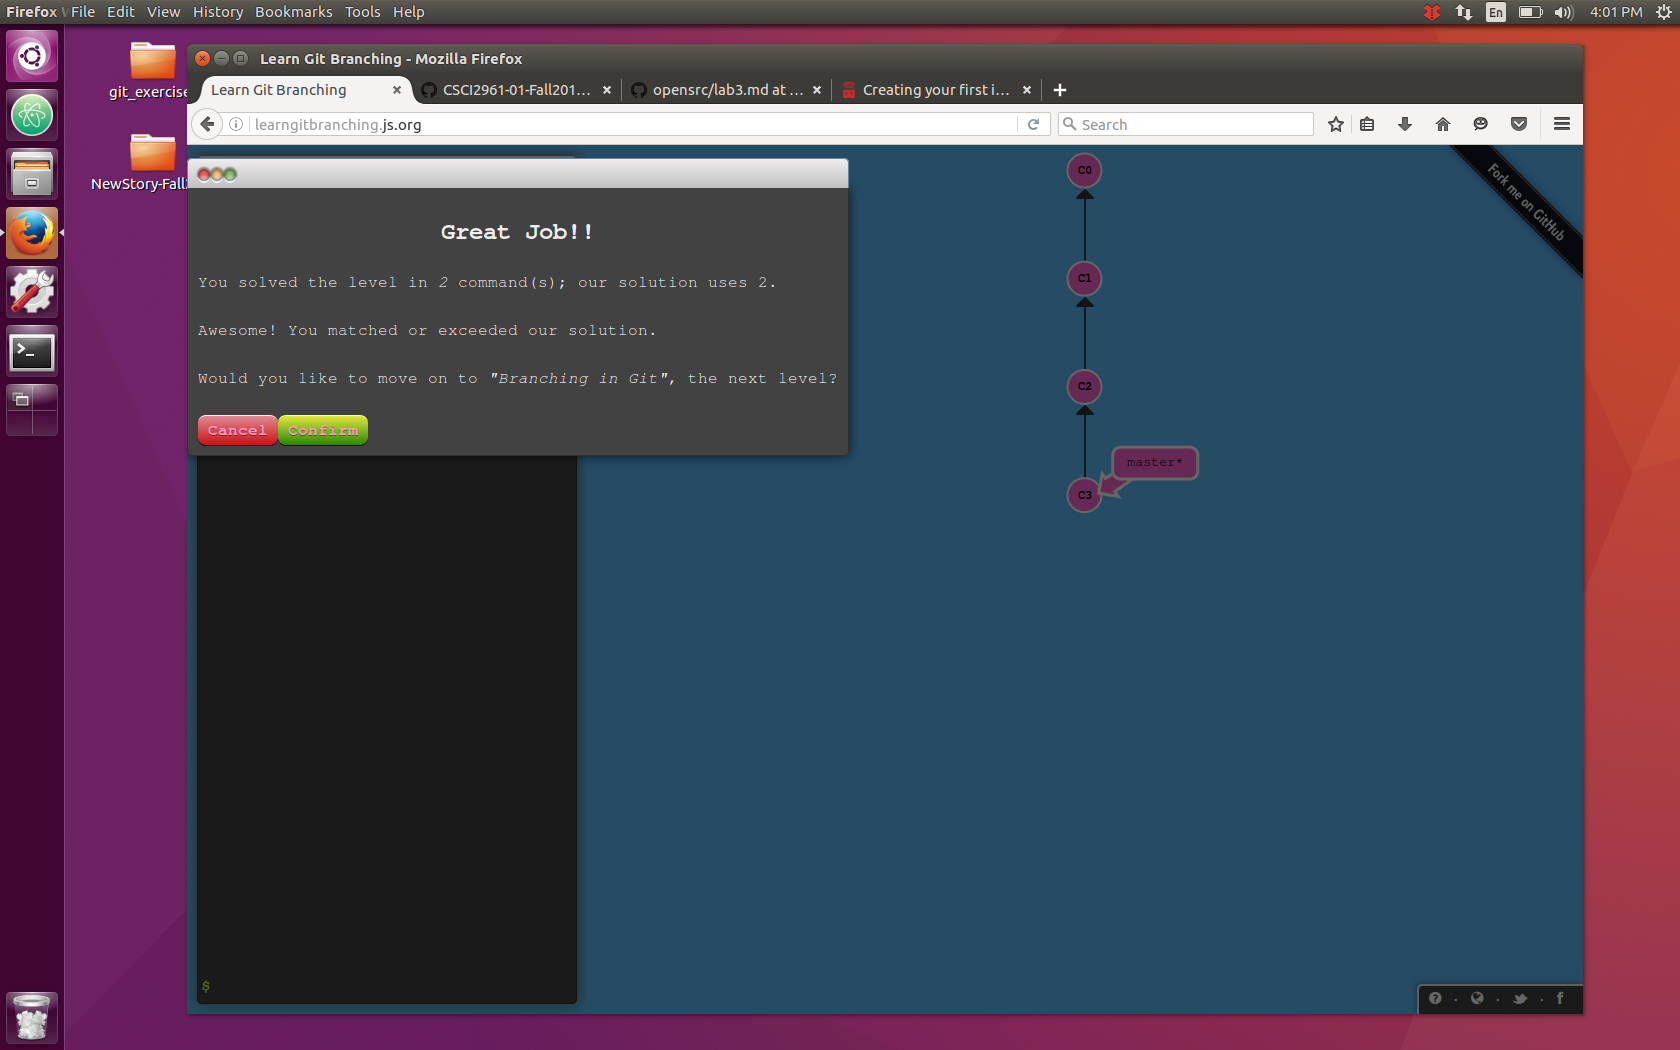 Firefox File Edit View History Bookmarks Tools Help
En 4:01 PM
git_exercise
NewStory-Fall
Learn Git Branching - Mozilla Firefox
Learn Git Branching
CSCI2961-01-Fall201...
opensrc/lab3.md at ...
Creating your first i...
learngitbranching.js.org
Search
Great Job!!
You solved the level in 2 command(s); our solution uses 2.
Awesome! You matched or exceeded our solution.
Would you like to move on to "Branching in Git", the next level?
Cancel Confirm
$
C0
C1
C2
master*
C3
Fork me on GitHub